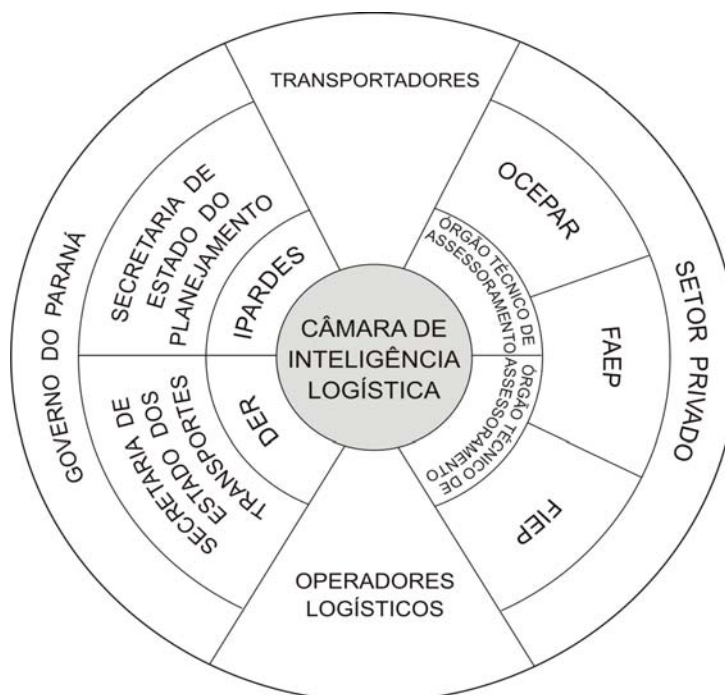 TRANSPORTADORES
GOVERNO DO PARANÁ
SECRETARIA DE
ESTADO DO
PLANEJAMENTO
IPARDES
OCEPAR
ÓRGÃO TÉCNICO DE
ASSESSORAMENTO
SETOR PRIVADO
CÂMARA DE
INTELIGÊNCIA
LOGÍSTICA
FAEP
SECRETARIA DE
ESTADO DOS
TRANSPORTES
DER
ÓRGÃO TÉCNICO DE
ASSESSORAMENTO
FIEP
OPERADORES
LOGÍSTICOS